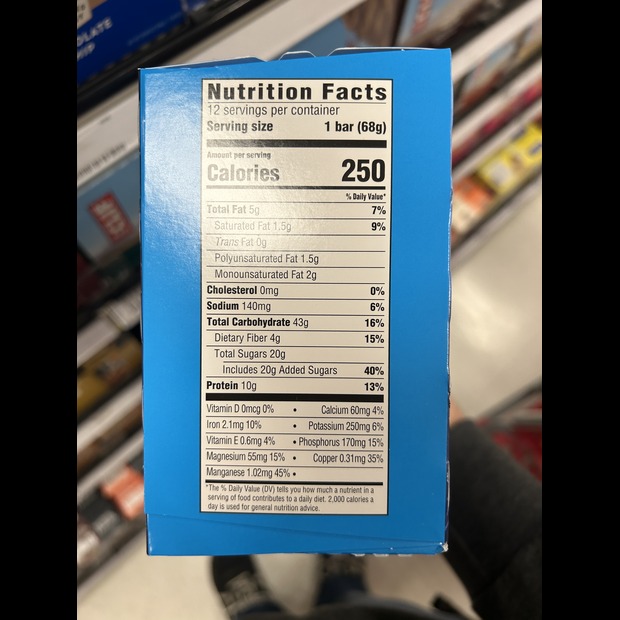 Nutrition Facts
12 servings per container
Serving size 1 bar (68g)
Amount per serving
Calories 250
% Daily Value*
Total Fat 5g 7%
Saturated Fat 1.5g 9%
Trans Fat 0g
Polyunsaturated Fat 1.5g
Monounsaturated Fat 2g
Cholesterol 0mg 0%
Sodium 140mg 6%
Total Carbohydrate 43g 16%
Dietary Fiber 4g 15%
Total Sugars 20g
Includes 20g Added Sugars 40%
Protein 10g 13%
Vitamin D 0mcg 0% • Calcium 60mg 4%
Iron 2.1mg 10% • Potassium 250mg 6%
Vitamin E 0.6mg 4% • Phosphorus 170mg 15%
Magnesium 55mg 15% • Copper 0.31mg 35%
Manganese 1.02mg 45% •
*The % Daily Value (DV) tells you how much a nutrient in a
serving of food contributes to a daily diet. 2,000 calories a
day is used for general nutrition advice.
CLIF